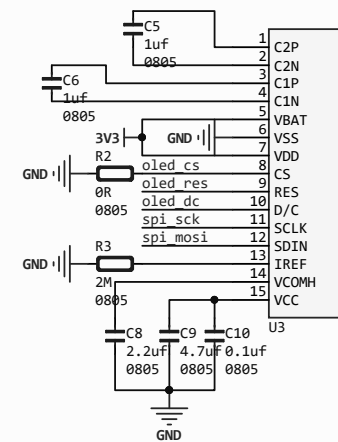 C5
1uf
0805
1
C2P
2
C2N
3
C1P
4
C1N
C6
1uf
0805
5
VBAT
3V3
GND
6
VSS
7
VDD
R2
GND
0R
0805
oled_cs
8
CS
oled_res
9
RES
oled_dc
10
D/C
spi_sck
11
SCLK
spi_mosi
12
SDIN
R3
GND
2M
0805
13
IREF
14
VCOMH
15
VCC
U3
C8
2.2uf
0805
C9
4.7uf
0805
C10
0.1uf
0805
GND